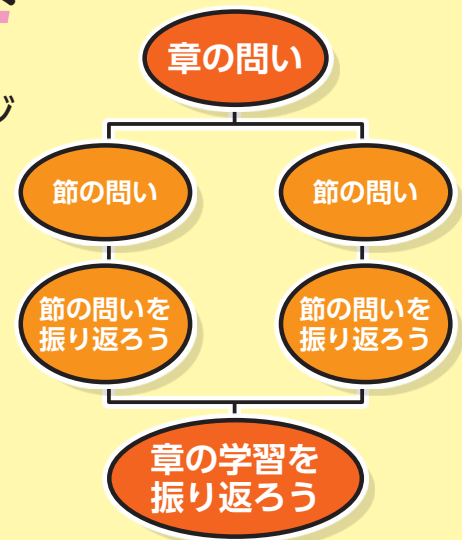 ジ
章の問い
節の問い
節の問い
節の問いを
振り返ろう
節の問いを
振り返ろう
章の学習を
振り返ろう